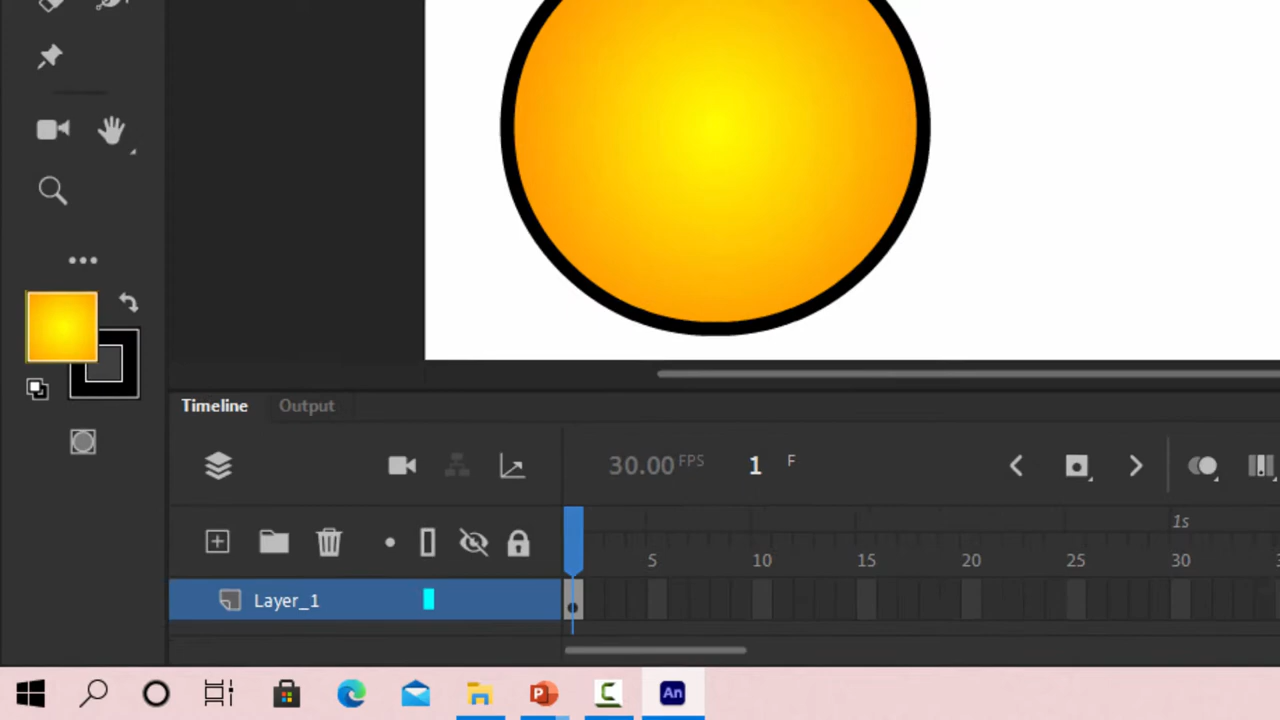 Timeline
Output
30.00 FPS
1 F
1s
5 10 15 20 25 30
Layer_1
An